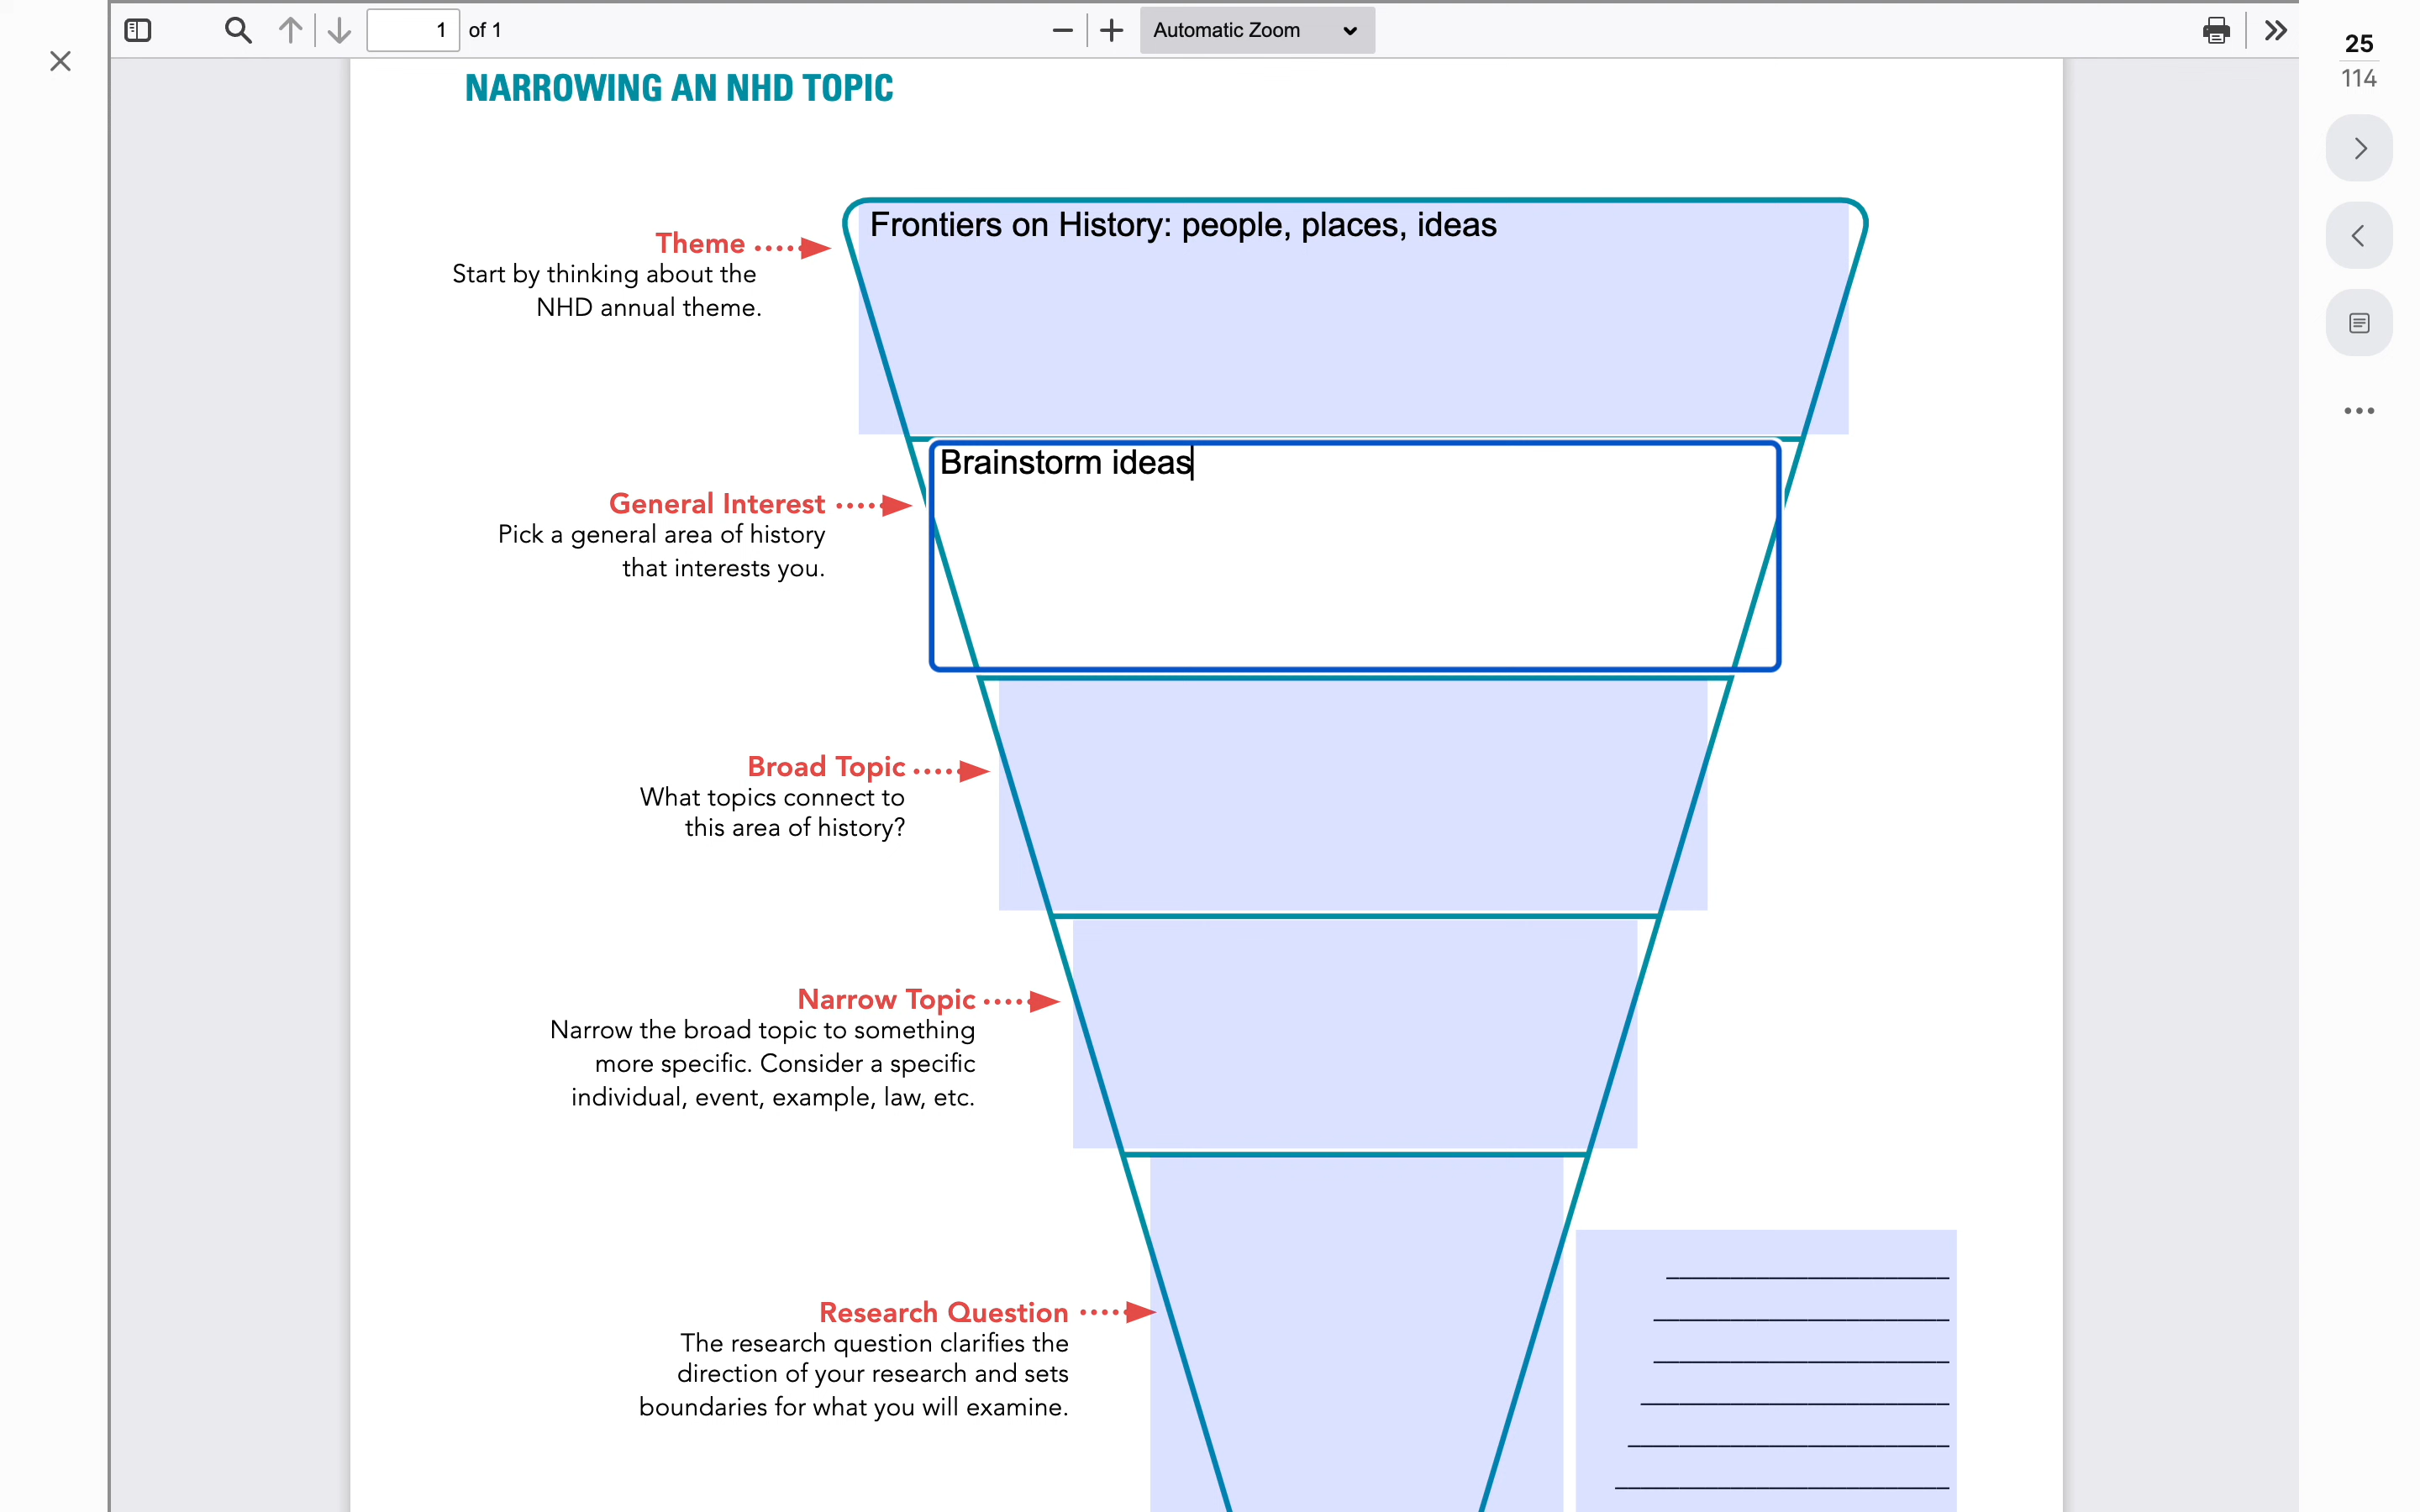 1 of 1
Automatic Zoom
25
114
NARROWING AN NHD TOPIC
Theme
Start by thinking about the
NHD annual theme.
Frontiers on History: people, places, ideas
General Interest
Pick a general area of history
that interests you.
Brainstorm ideas
Broad Topic
What topics connect to
this area of history?
Narrow Topic
Narrow the broad topic to something
more specific. Consider a specific
individual, event, example, law, etc.
Research Question
The research question clarifies the
direction of your research and sets
boundaries for what you will examine.